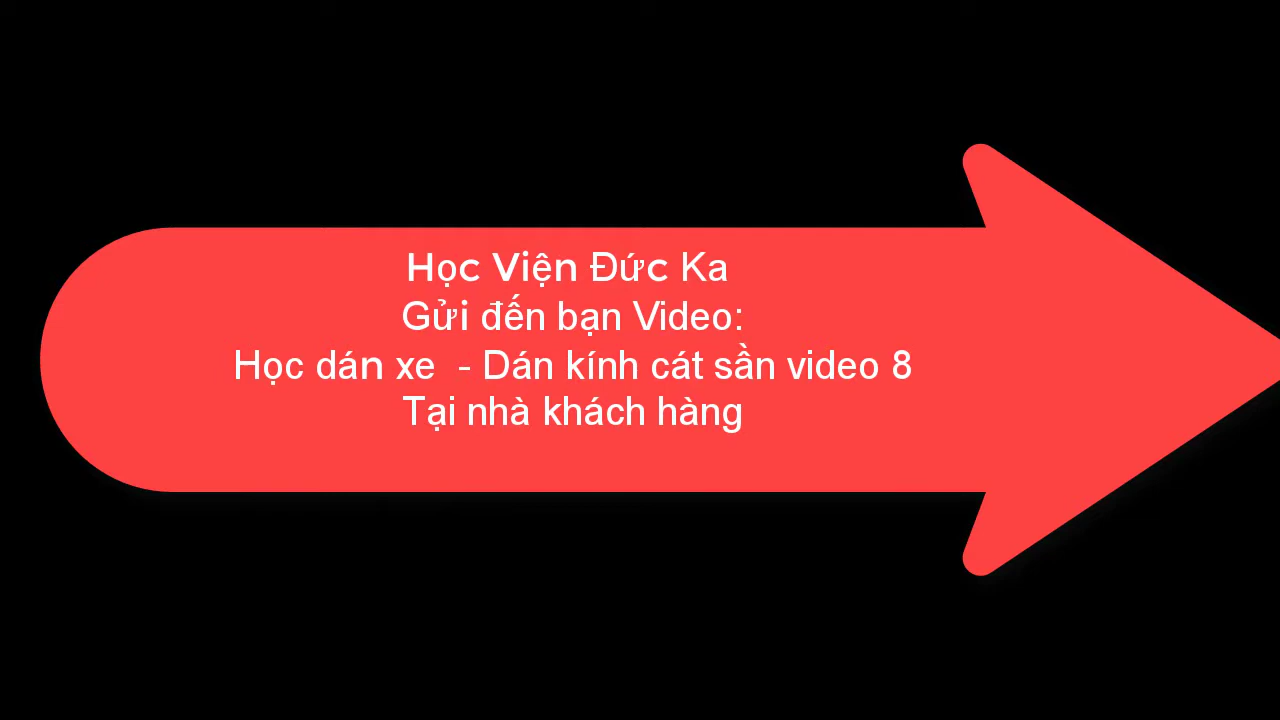 Học Viện Đức Ka
Gửi đến bạn Video:
Học dán xe - Dán kính cát sần video 8
Tại nhà khách hàng